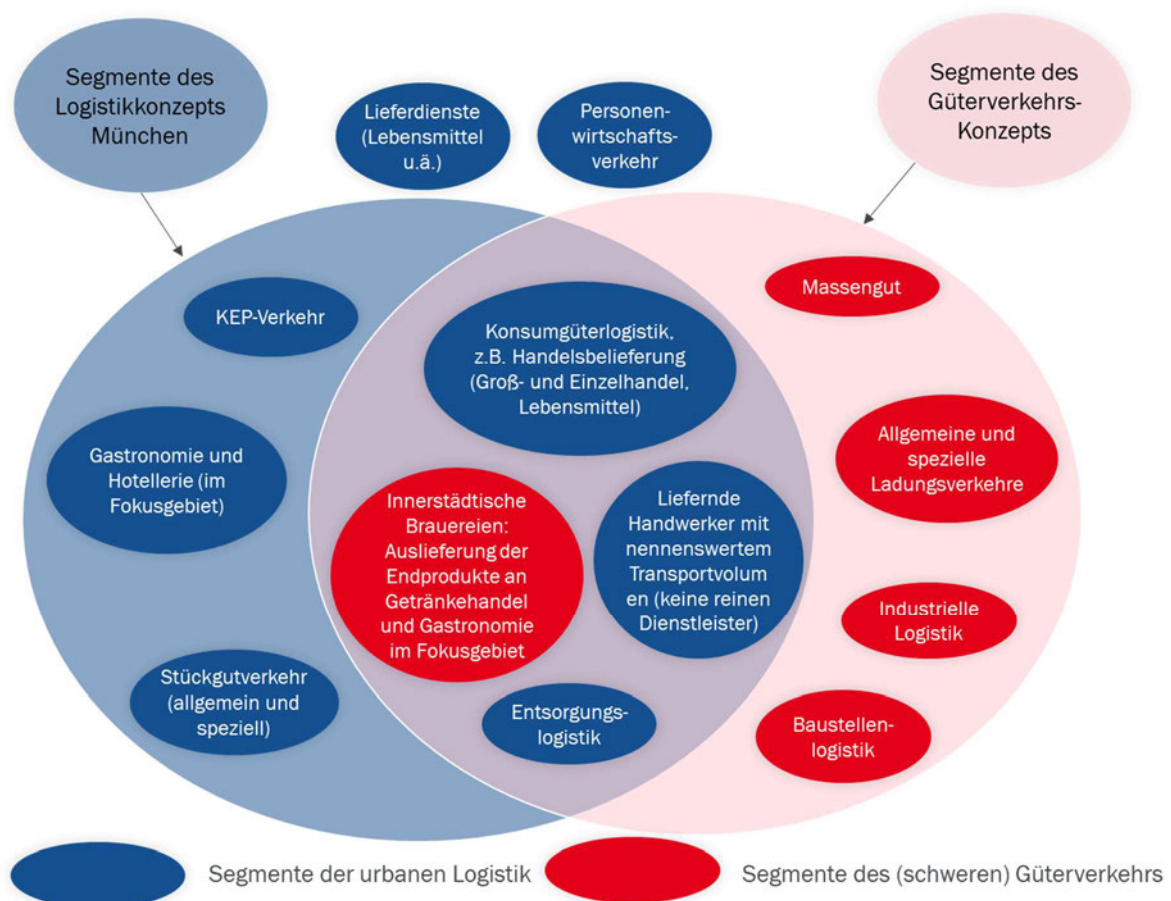 Segmente des
Logistikkonzepts
München
Lieferdienste
(Lebensmittel
u.ä.)
Personen-
wirtschafts-
verkehr
Segmente des
Güterverkehrs-
Konzepts
KEP-Verkehr
Konsumgüterlogistik,
z.B. Handelsbelieferung
(Groß- und Einzelhandel,
Lebensmittel)
Massengut
Gastronomie und
Hotellerie (im
Fokusgebiet)
Innerstädtische
Brauereien:
Auslieferung der
Endprodukte an
Getränkehandel
und Gastronomie
im Fokusgebiet
Liefernde
Handwerker mit
nennenswertem
Transportvolum
en (keine reinen
Dienstleister)
Allgemeine und
spezielle
Ladungsverkehre
Industrielle
Logistik
Stückgutverkehr
(allgemein und
speziell)
Entsorgungs-
logistik
Baustellen-
logistik
Segmente der urbanen Logistik
Segmente des (schweren) Güterverkehrs